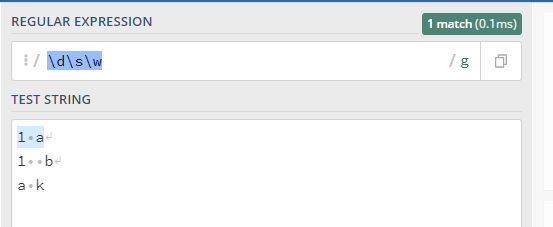 REGULAR EXPRESSION
1 match (0.1ms)
/ \d\s\w / g
TEST STRING
1·a↵
1··b↵
a·k